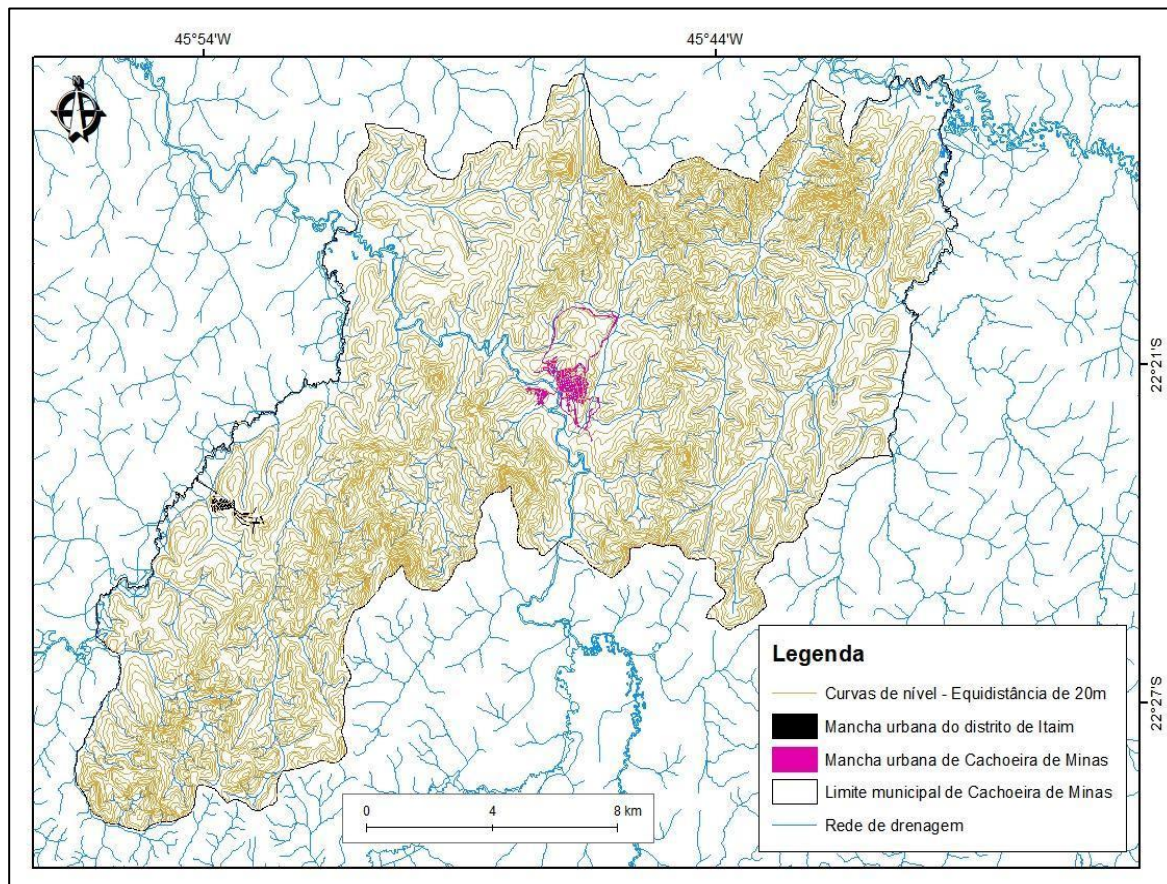 45°54'W
45°44'W
22°21'S
22°27'S
Legenda
Curvas de nível - Equidistância de 20m
Mancha urbana do distrito de Itaim
Mancha urbana de Cachoeira de Minas
Limite municipal de Cachoeira de Minas
Rede de drenagem
0 4 8 km